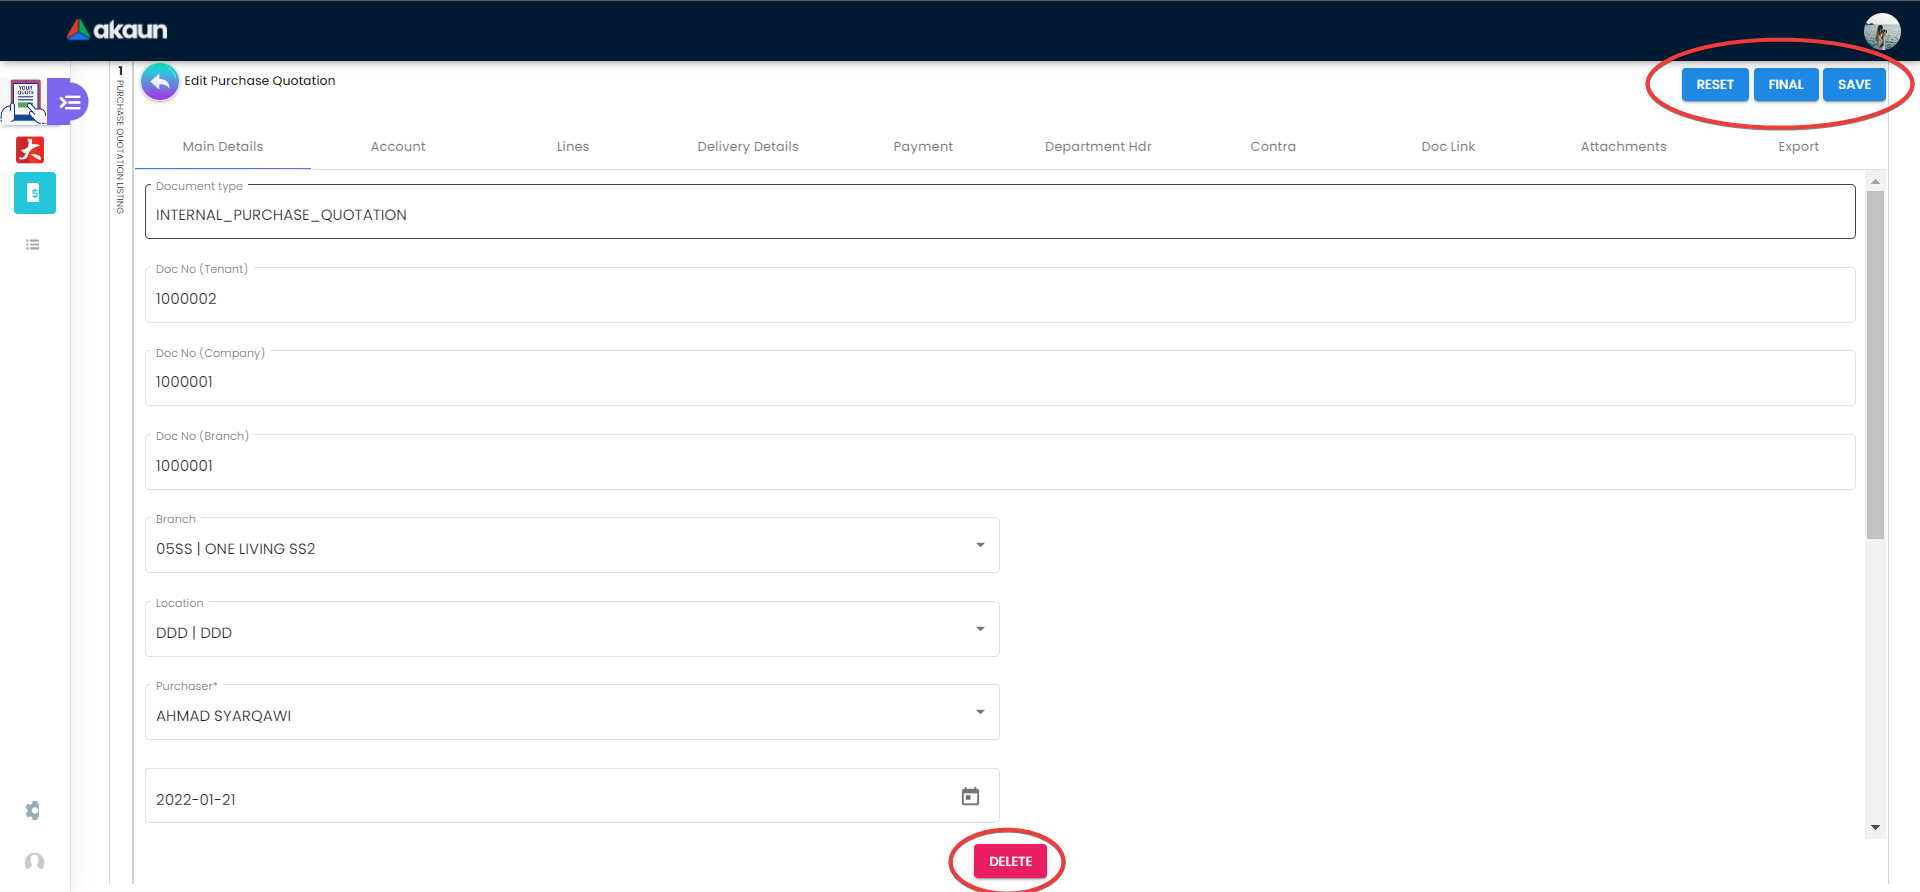 akaun
YOUR
QUOTE
1
PURCHASE QUOTATION LISTING
Edit Purchase Quotation
RESET FINAL SAVE
Main Details Account Lines Delivery Details Payment Department Hdr Contra Doc Link Attachments Export
Document type
INTERNAL_PURCHASE_QUOTATION
Doc No (Tenant)
1000002
Doc No (Company)
1000001
Doc No (Branch)
1000001
Branch
05SS | ONE LIVING SS2
Location
DDD | DDD
Purchaser*
AHMAD SYARQAWI
2022-01-21
DELETE